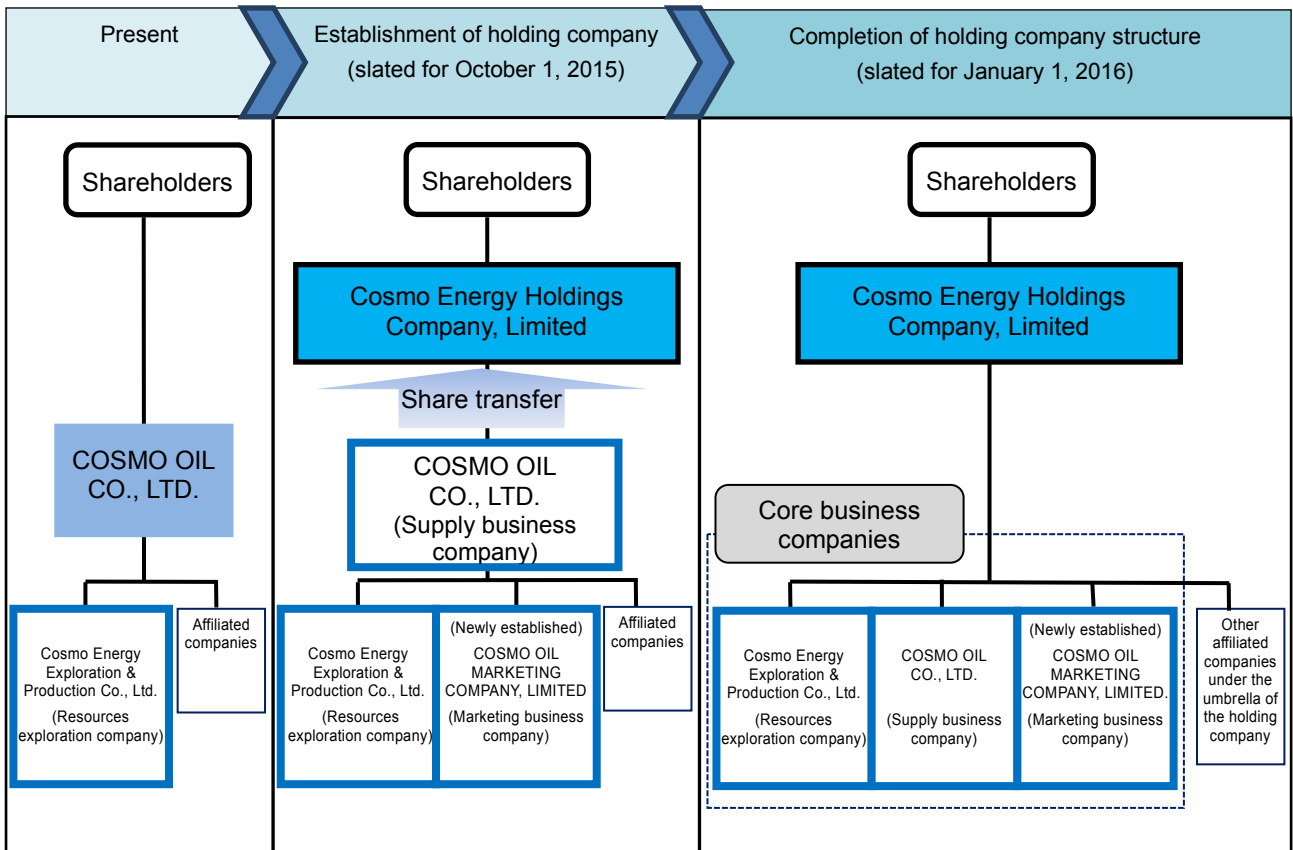 Present
Establishment of holding company
(slated for October 1, 2015)
Completion of holding company structure
(slated for January 1, 2016)
Shareholders
COSMO OIL
CO., LTD.
Cosmo Energy
Exploration &
Production Co., Ltd.
(Resources
exploration company)
Affiliated
companies
Shareholders
Cosmo Energy Holdings
Company, Limited
Share transfer
COSMO OIL
CO., LTD.
(Supply business
company)
Cosmo Energy
Exploration &
Production Co., Ltd.
(Resources
exploration company)
(Newly established)
COSMO OIL
MARKETING
COMPANY, LIMITED
(Marketing business
company)
Affiliated
companies
Shareholders
Cosmo Energy Holdings
Company, Limited
Core business
companies
Cosmo Energy
Exploration &
Production Co., Ltd.
(Resources
exploration company)
COSMO OIL
CO., LTD.
(Supply business
company)
(Newly established)
COSMO OIL
MARKETING
COMPANY, LIMITED.
(Marketing business
company)
Other
affiliated
companies
under the
umbrella of
the holding
company